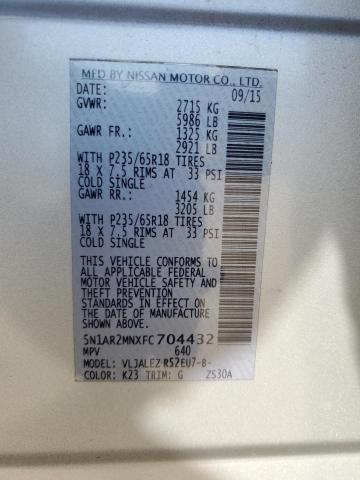 MFD BY NISSAN MOTOR CO., LTD.
DATE: 09/15
GVWR: 2715 KG
5986 LB
GAWR FR.: 1325 KG
2921 LB
WITH P235/65R18 TIRES
18 X 7.5 RIMS AT 33 PSI
COLD SINGLE
GAWR RR.: 1454 KG
3205 LB
WITH P235/65R18 TIRES
18 X 7.5 RIMS AT 33 PSI
COLD SINGLE
THIS VEHICLE CONFORMS TO
ALL APPLICABLE FEDERAL
MOTOR VEHICLE SAFETY
AND THEFT PREVENTION
STANDARDS IN EFFECT ON
THE DATE OF MANUFACTURE
SHOWN ABOVE.
5N1AR2MNXFC704432
MPV 640
MODEL: VLJALEZ R52EU7-8-
COLOR: K23 TRIM: G ZS30A